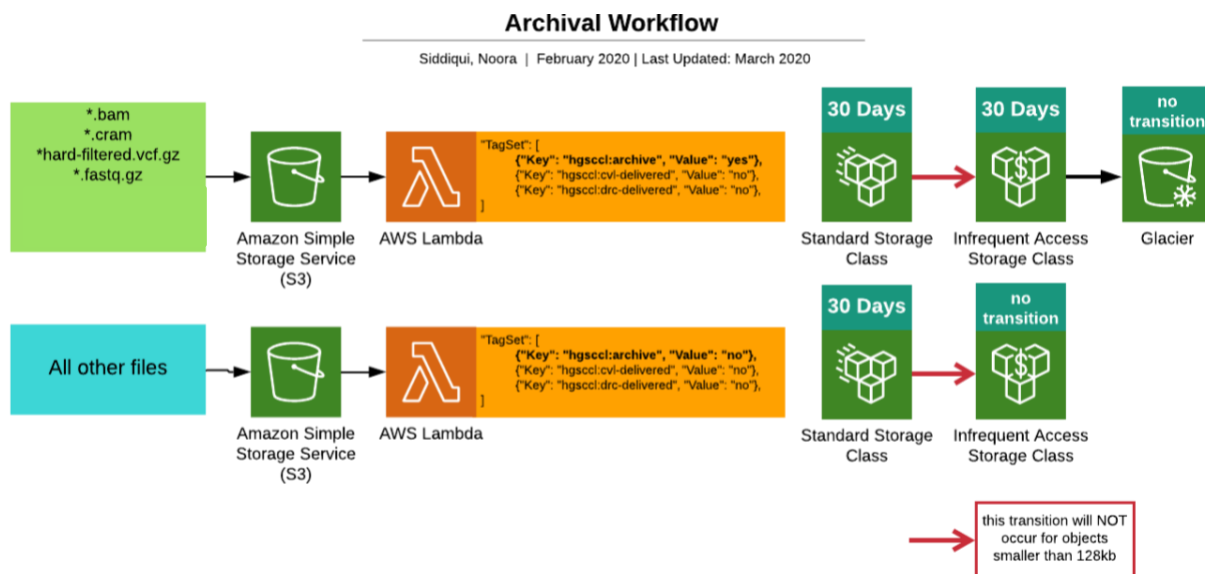 Archival Workflow
Siddiqui, Noora | February 2020 | Last Updated: March 2020
*.bam
*.cram
*hard-filtered.vcf.gz
*.fastq.gz
Amazon Simple
Storage Service
(S3)
"TagSet": [
{"Key": "hgsccl:archive", "Value": "yes"},
{"Key": "hgsccl:cvl-delivered", "Value": "no"},
{"Key": "hgsccl:drc-delivered", "Value": "no"},
]
AWS Lambda
30 Days
Standard Storage
Class
30 Days
Infrequent Access
Storage Class
no
transition
Glacier
All other files
Amazon Simple
Storage Service
(S3)
"TagSet": [
{"Key": "hgsccl:archive", "Value": "no"},
{"Key": "hgsccl:cvl-delivered", "Value": "no"},
{"Key": "hgsccl:drc-delivered", "Value": "no"},
]
AWS Lambda
30 Days
Standard Storage
Class
no
transition
Infrequent Access
Storage Class
this transition will NOT
occur for objects
smaller than 128kb